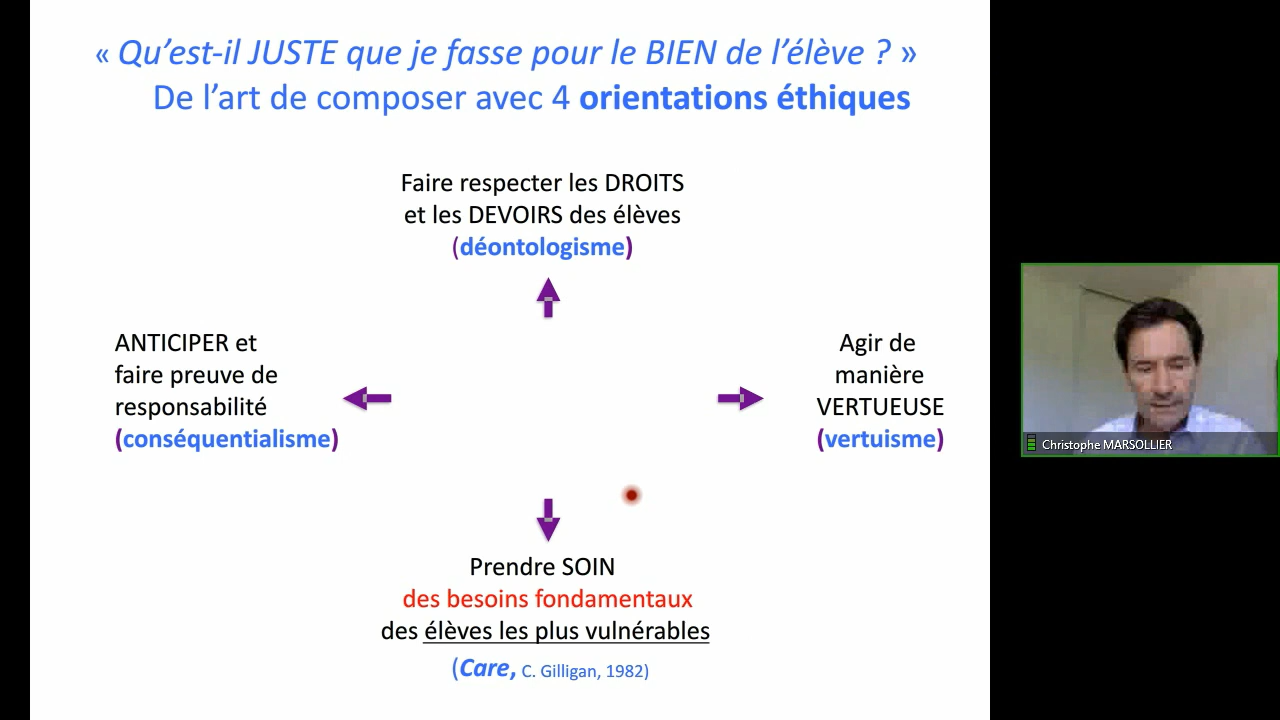 « Qu’est-il JUSTE que je fasse pour le BIEN de l’élève ? »
De l’art de composer avec 4 orientations éthiques
Faire respecter les DROITS
et les DEVOIRS des élèves
(déontologisme)
ANTICIPER et
faire preuve de
responsabilité
(conséquentialisme)
Agir de
manière
VERTUEUSE
(vertuisme)
Prendre SOIN
des besoins fondamentaux
des élèves les plus vulnérables
(Care, C. Gilligan, 1982)
Christophe MARSOLLIER